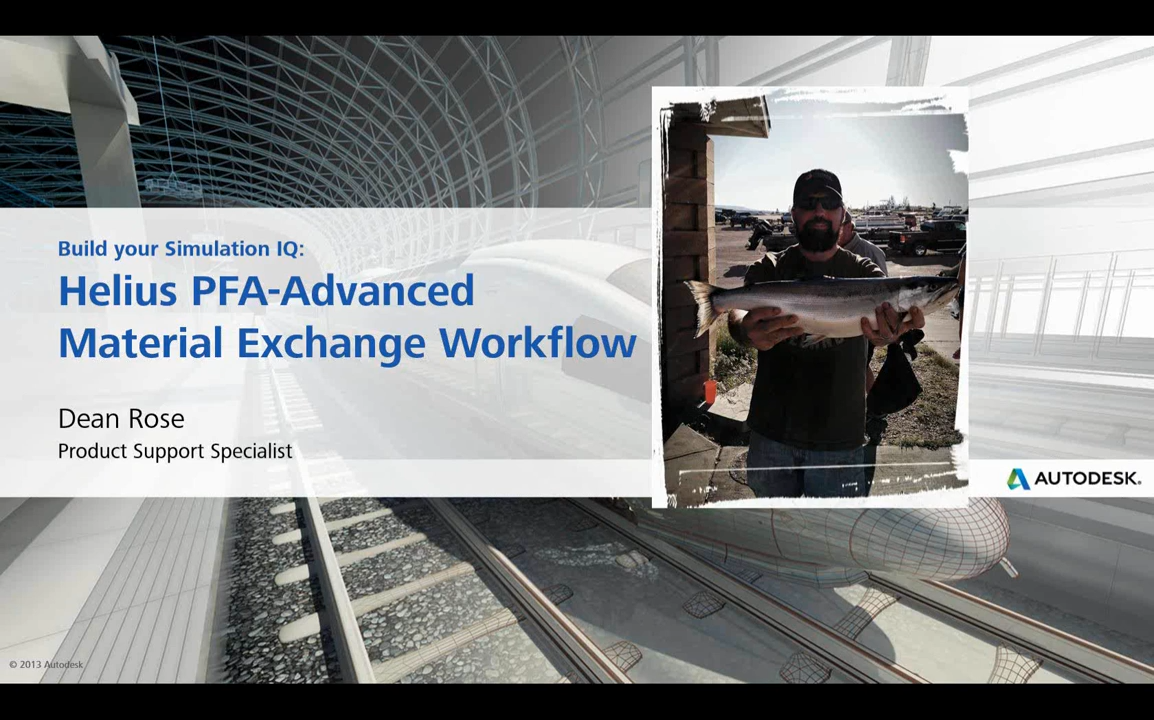 Build your Simulation IQ:
Helius PFA-Advanced
Material Exchange Workflow
Dean Rose
Product Support Specialist
AUTODESK®
© 2013 Autodesk